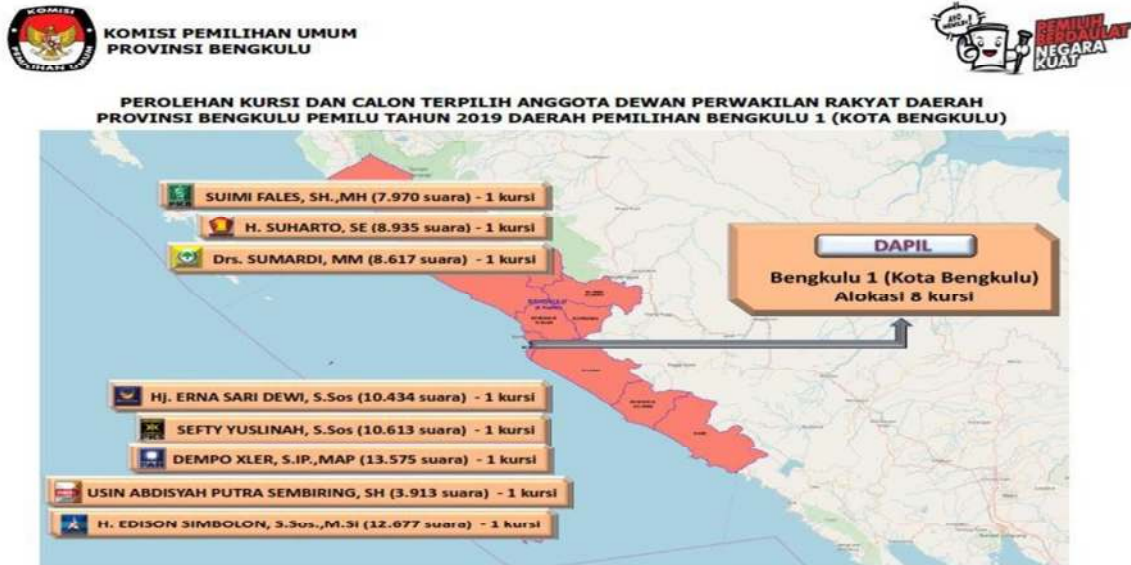 KOMISI PEMILIHAN UMUM
PROVINSI BENGKULU
AYO MEMILIH!
PEMILIH
BERDAULAT
NEGARA
KUAT
PEROLEHAN KURSI DAN CALON TERPILIH ANGGOTA DEWAN PERWAKILAN RAKYAT DAERAH
PROVINSI BENGKULU PEMILU TAHUN 2019 DAERAH PEMILIHAN BENGKULU 1 (KOTA BENGKULU)
SUIMI FALES, SH.,MH (7.970 suara) - 1 kursi
H. SUHARTO, SE (8.935 suara) - 1 kursi
Drs. SUMARDI, MM (8.617 suara) - 1 kursi
DAPIL
Bengkulu 1 (Kota Bengkulu)
Alokasi 8 kursi
Hj. ERNA SARI DEWI, S.Sos (10.434 suara) - 1 kursi
SEFTY YUSLINAH, S.Sos (10.613 suara) - 1 kursi
DEMPO XLER, S.IP.,MAP (13.575 suara) - 1 kursi
USIN ABDISYAH PUTRA SEMBIRING, SH (3.913 suara) - 1 kursi
H. EDISON SIMBOLON, S.Sos.,M.Si (12.677 suara) - 1 kursi